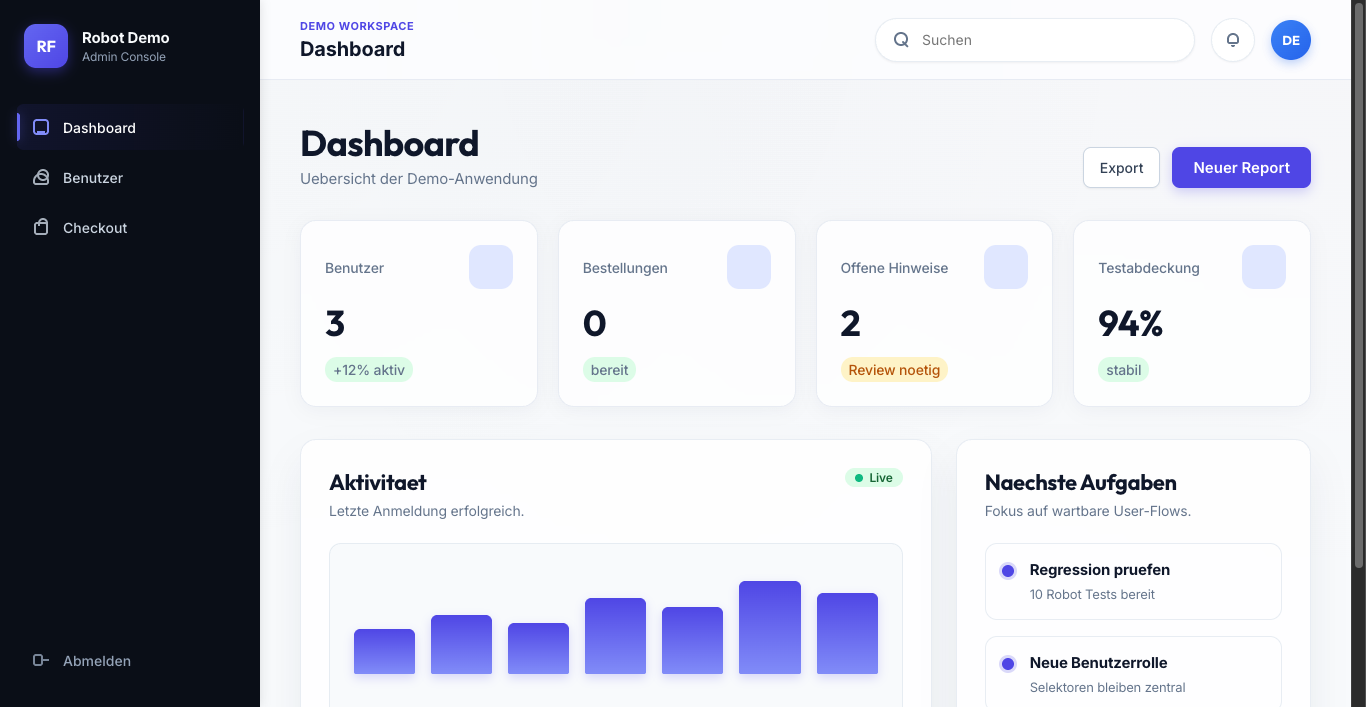 RF
Robot Demo
Admin Console
Dashboard
Benutzer
Checkout
Abmelden
DEMO WORKSPACE
Dashboard
Suchen
DE
Dashboard
Uebersicht der Demo-Anwendung
Export
Neuer Report
Benutzer
3
+12% aktiv
Bestellungen
0
bereit
Offene Hinweise
2
Review noetig
Testabdeckung
94%
stabil
Aktivitaet
Live
Letzte Anmeldung erfolgreich.
Naechste Aufgaben
Fokus auf wartbare User-Flows.
Regression pruefen
10 Robot Tests bereit
Neue Benutzerrolle
Selektoren bleiben zentral